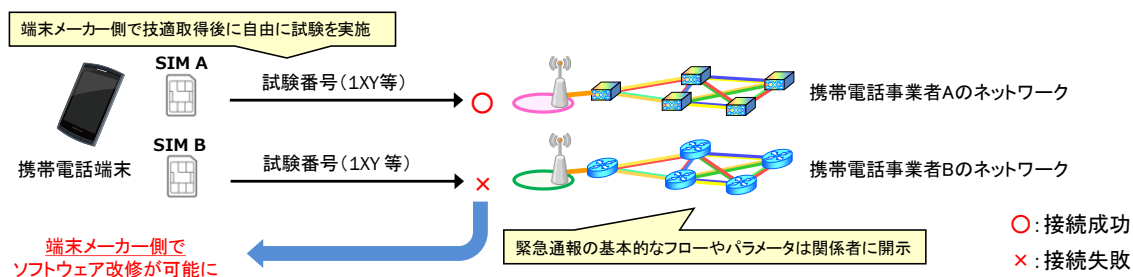 端末メーカー側で技適取得後に自由に試験を実施
SIM A
試験番号(1XY等)
携帯電話事業者Aのネットワーク
SIM B
携帯電話端末
試験番号(1XY 等)
×
携帯電話事業者Bのネットワーク
端末メーカー側で
ソフトウェア改修が可能に
緊急通報の基本的なフローやパラメータは関係者に開示
○:接続成功
×:接続失敗